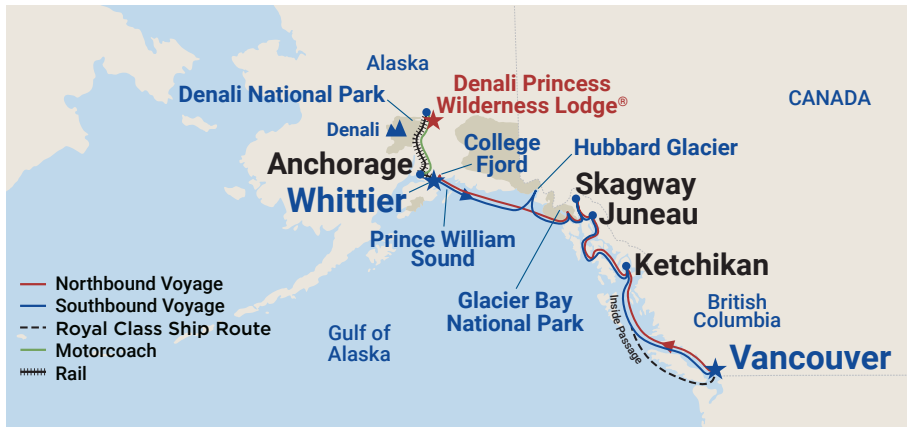 Alaska
Denali Princess
Wilderness Lodge®
Denali National Park
CANADA
Denali
College
Fjord
Hubbard Glacier
Anchorage
Whittier
Skagway
Juneau
Prince William
Sound
Ketchikan
Glacier Bay
National Park
Northbound Voyage
Southbound Voyage
Royal Class Ship Route
Motorcoach
Rail
Gulf of
Alaska
Inside Passage
British
Columbia
Vancouver